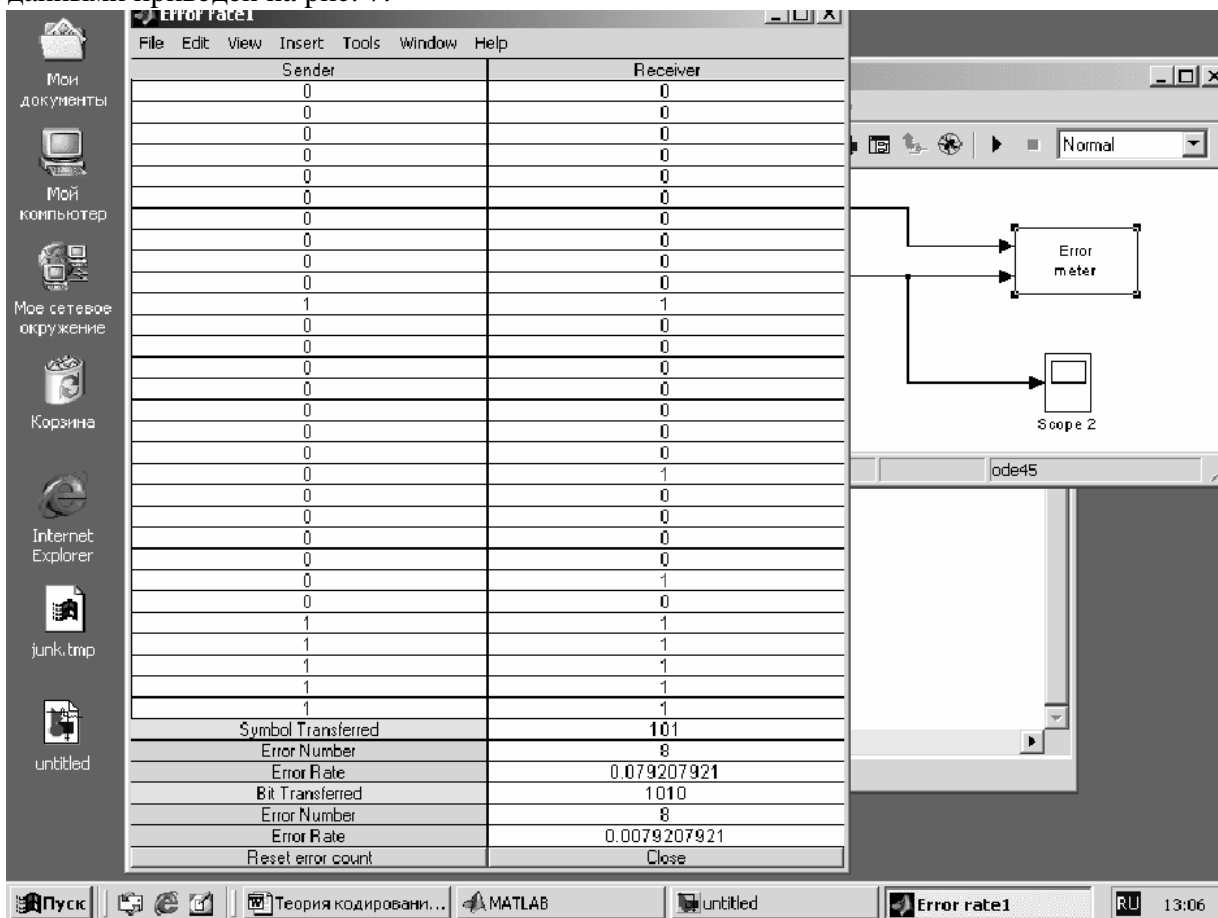 данными приведен на рис.
Error rate1
File Edit View Insert Tools Window Help
Sender Receiver
0 0
0 0
0 0
0 0
0 0
0 0
0 0
0 0
0 0
0 0
1 1
0 0
0 0
0 0
0 0
0 0
0 0
0 0
0 1
0 0
0 0
0 0
0 0
0 1
0 0
1 1
1 1
1 1
1 1
1 1
Symbol Transferred 101
Error Number 8
Error Rate 0.079207921
Bit Transferred 1010
Error Number 8
Error Rate 0.0079207921
Reset error count Close
Мои
документы
Мой
компьютер
Мое сетевое
окружение
Корзина
Internet
Explorer
junk.tmp
untitled
Normal
Error
meter
Scope 2
ode45
Пуск Теория кодировани... MATLAB untitled Error rate1 RU 13:06